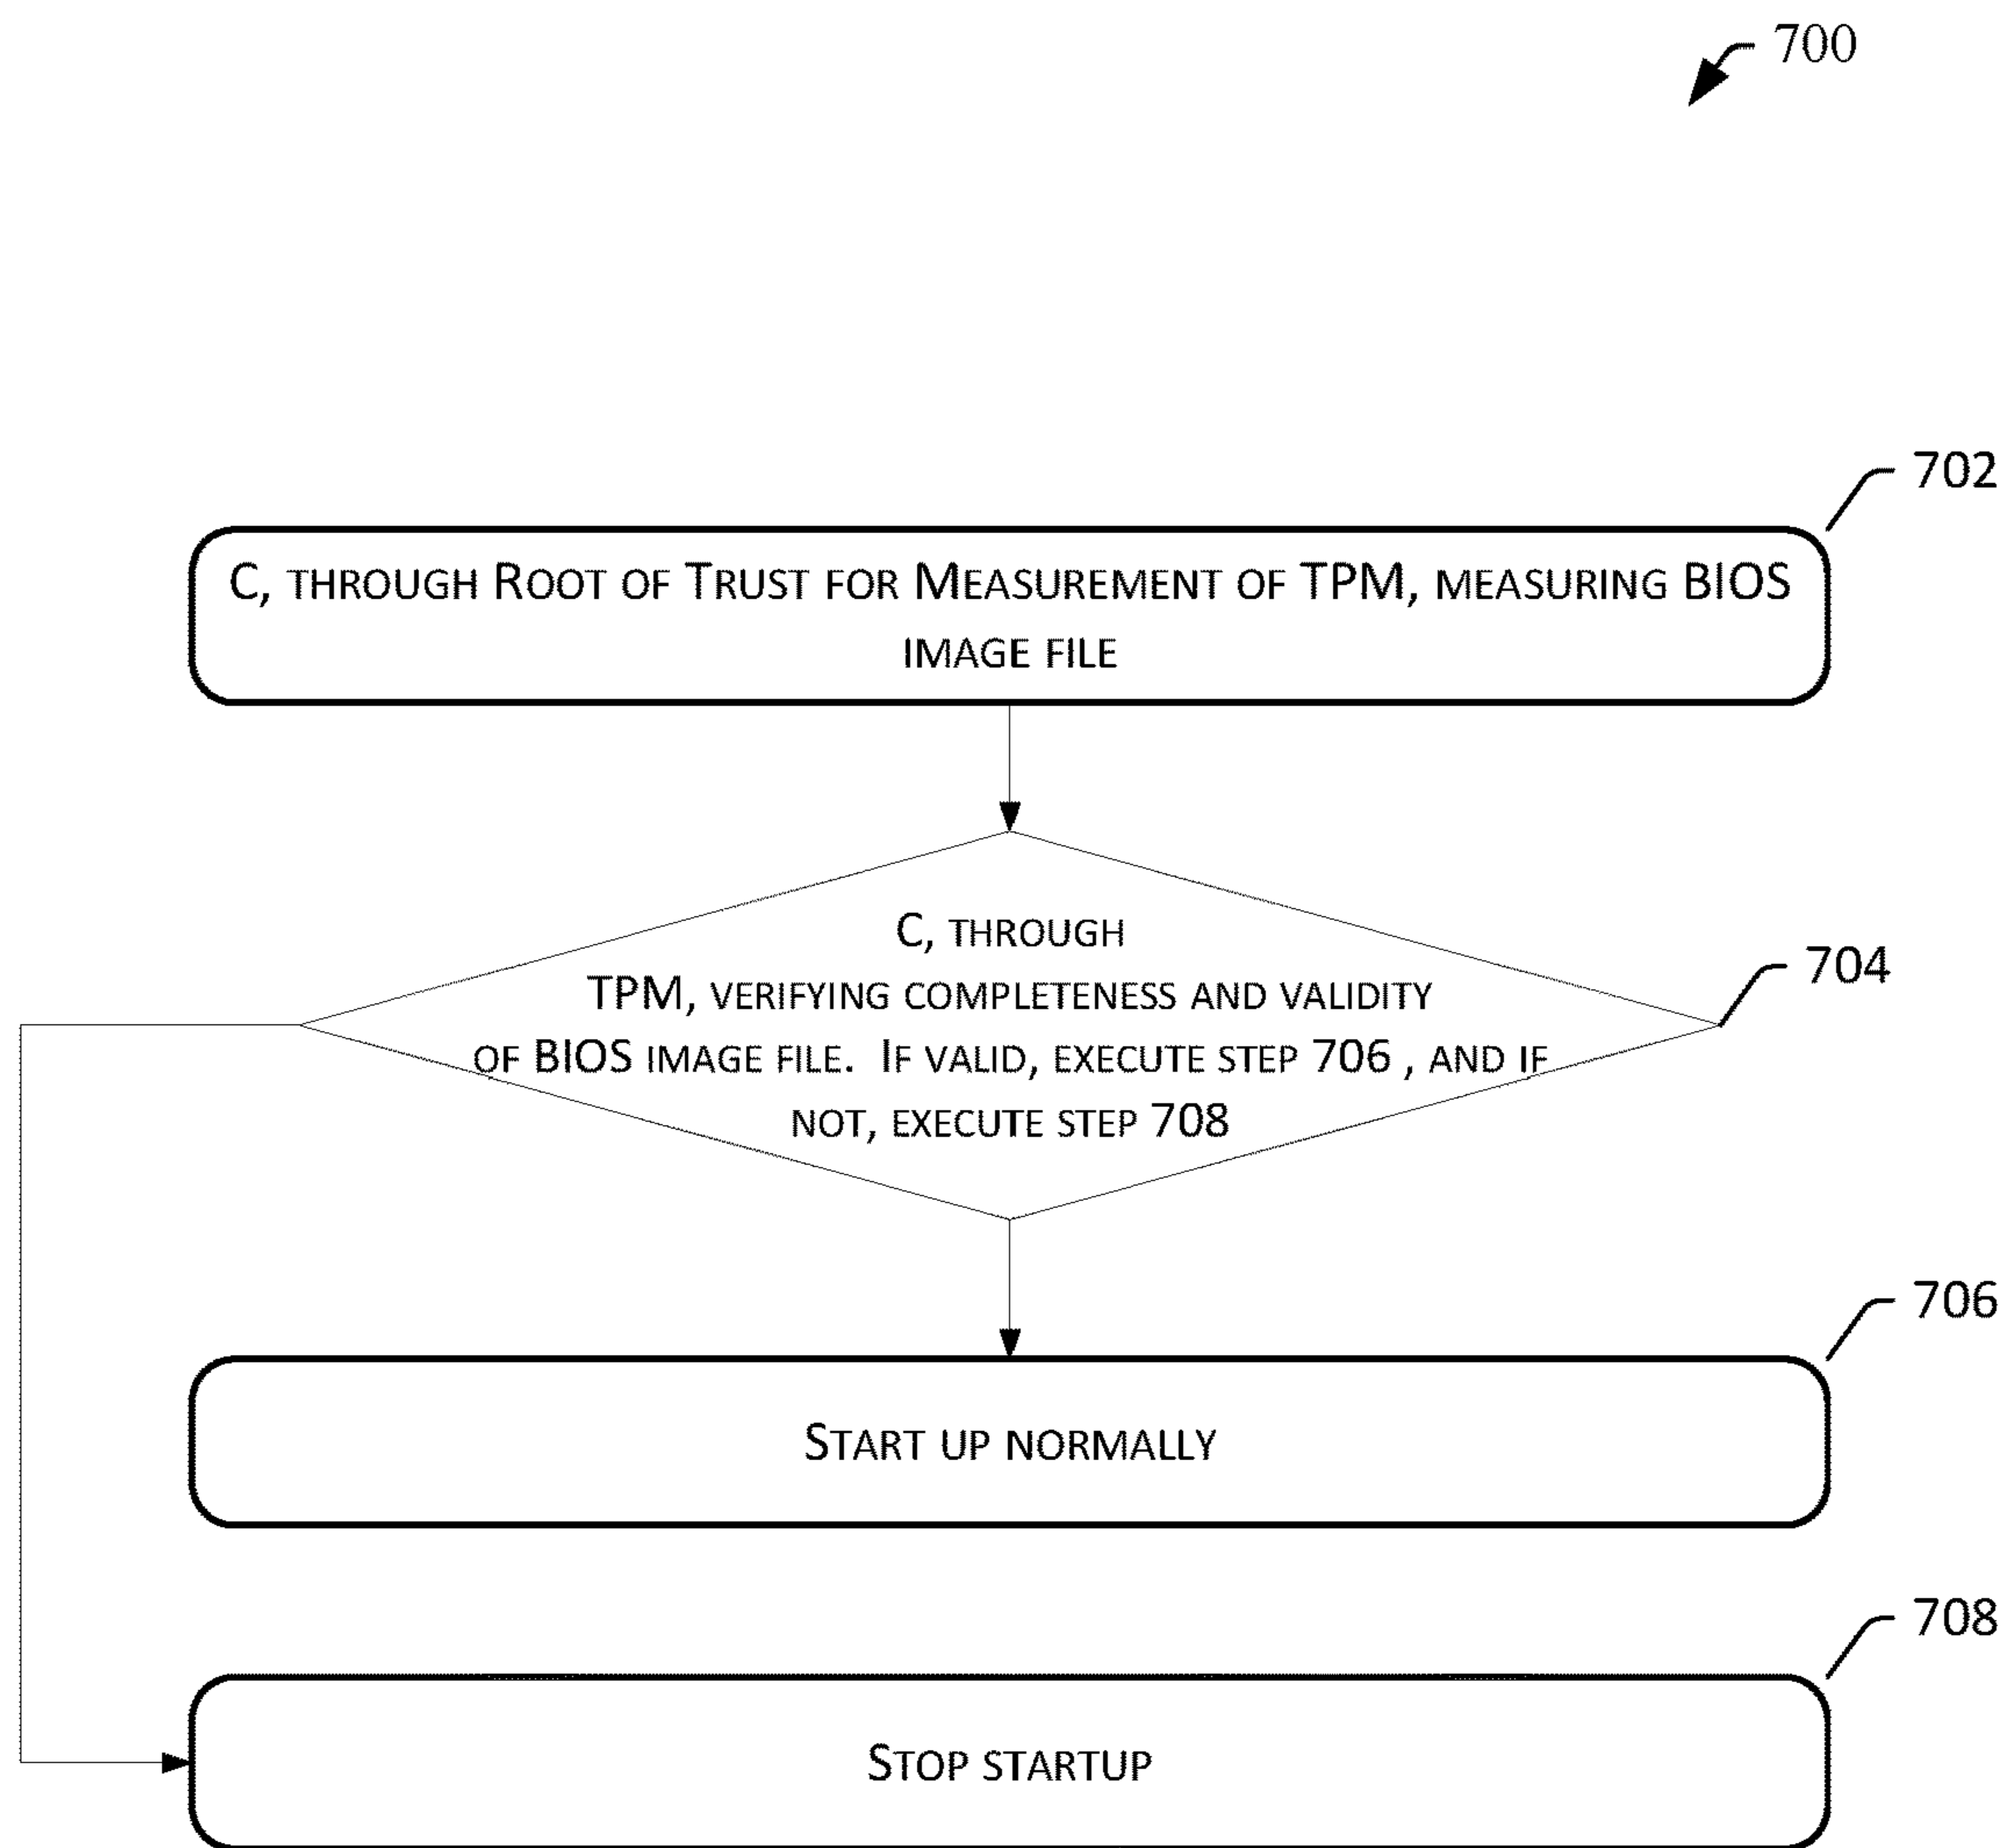 700
702
C, THROUGH ROOT OF TRUST FOR MEASUREMENT OF TPM, MEASURING BIOS
IMAGE FILE
C, THROUGH
704
TPM, VERIFYING COMPLETENESS AND VALIDITY
OF BIOS IMAGE FILE. IF VALID, EXECUTE STEP 706 , AND IF
NOT, EXECUTE STEP 708
706
START UP NORMALLY
708
STOP STARTUP